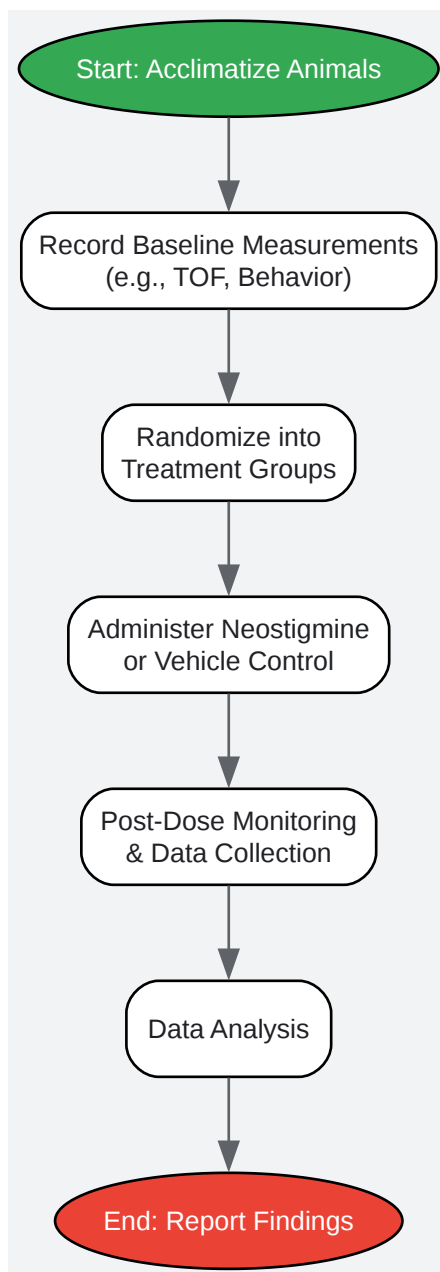 Start: Acclimatize Animals
Record Baseline Measurements
(e.g., TOF, Behavior)
Randomize into
Treatment Groups
Administer Neostigmine
or Vehicle Control
Post-Dose Monitoring
& Data Collection
Data Analysis
End: Report Findings